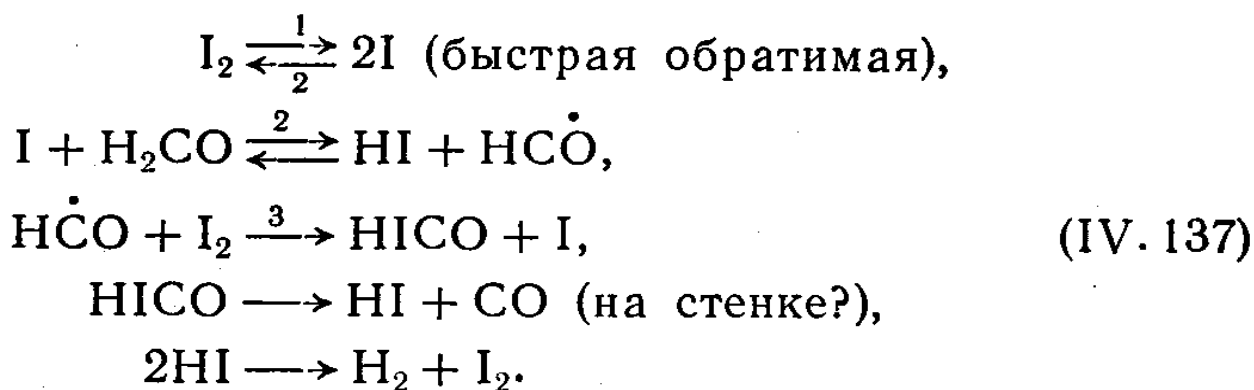 I₂ ⇄ 2I (быстрая обратимая), 1 2
I + H₂CO ⇄ HI + HCȮ, 2
HĊO + I₂ ⟶ HICO + I, 3 (IV. 137)
HICO ⟶ HI + CO (на стенке?),
2HI ⟶ H₂ + I₂.